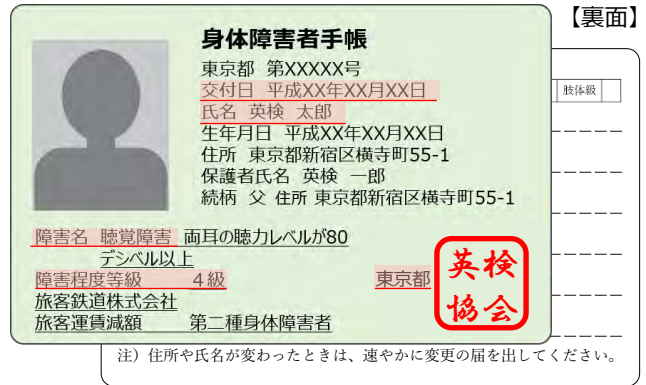 【裏面】
身体障害者手帳
東京都 第XXXXX号
交付日 平成XX年XX月XX日
氏名 英検 太郎
生年月日 平成XX年XX月XX日
住所 東京都新宿区横寺町55-1
保護者氏名 英検 一郎
続柄 父 住所 東京都新宿区横寺町55-1
肢体級
障害名 聴覚障害 両耳の聴力レベルが80
デシベル以上
障害程度等級 4級 東京都
英検
協会
旅客鉄道株式会社
旅客運賃減額 第二種身体障害者
注）住所や氏名が変わったときは、速やかに変更の届を出してください。